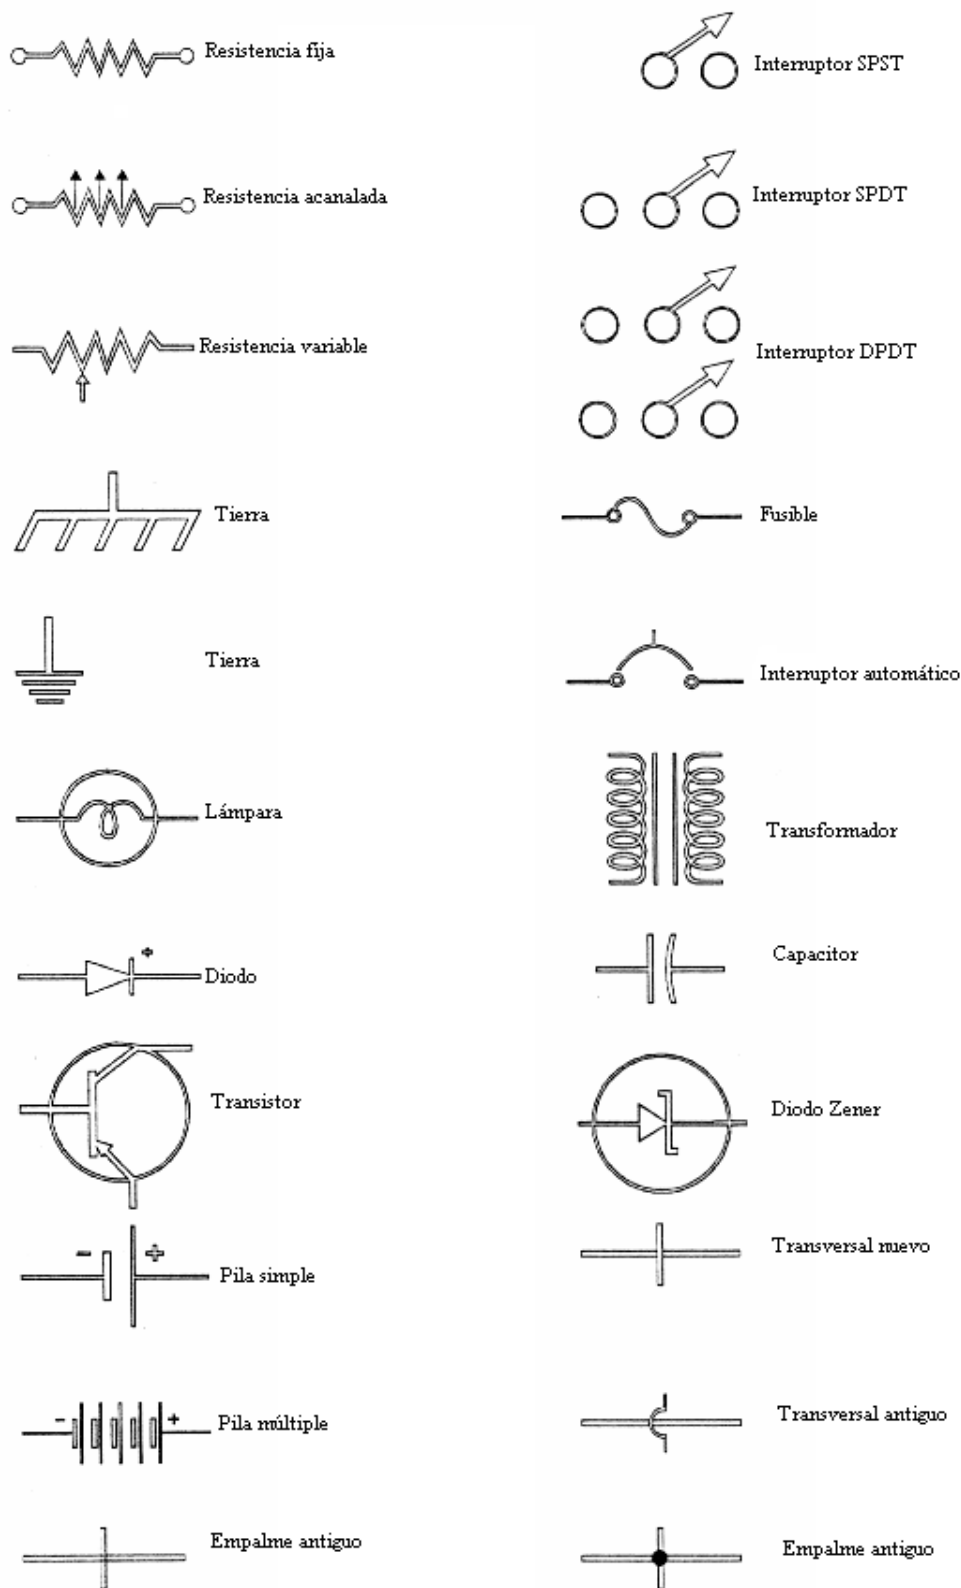 Resistencia fija
Interruptor SPST
Resistencia acanalada
Interruptor SPDT
Resistencia variable
Interruptor DPDT
Tierra
Fusible
Tierra
Interruptor automático
Lámpara
Transformador
+
Diodo
Capacitor
Transistor
Diodo Zener
- +
Pila simple
Transversal nuevo
- +
Pila múltiple
Transversal antiguo
Empalme antiguo
Empalme antiguo